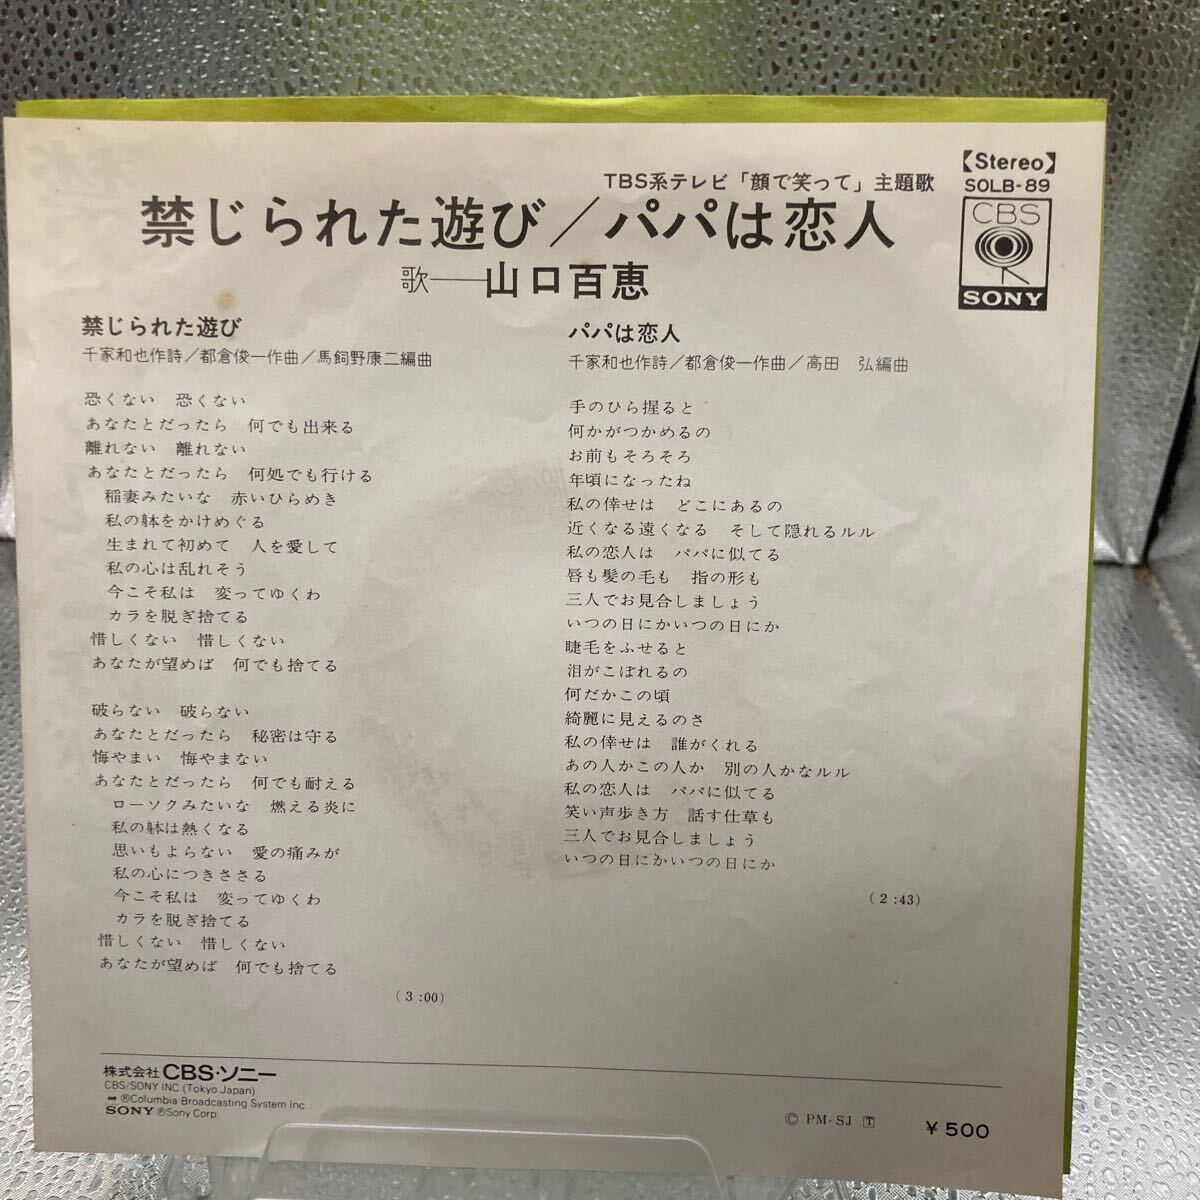 【Stereo】
SOLB-89
CBS
SONY
TBS系テレビ「顔で笑って」主題歌
禁じられた遊び／パパは恋人
歌──山口百恵
禁じられた遊び
千家和也作詩／都倉俊一作曲／馬飼野康二編曲
恐くない　恐くない
あなたとだったら　何でも出来る
離れない　離れない
あなたとだったら　何処でも行ける
稲妻みたいな　赤いひらめき
私の躰をかけめぐる
生まれて初めて　人を愛して
私の心は乱れそう
今こそ私は　変ってゆくわ
カラを脱ぎ捨てる
惜しくない　惜しくない
あなたが望めば　何でも捨てる
破らない　破らない
あなたとだったら　秘密は守る
悔やまい　悔やまない
あなたとだったら　何でも耐える
ローソクみたいな　燃える炎に
私の躰は熱くなる
思いもよらない　愛の痛みが
私の心につきささる
今こそ私は　変ってゆくわ
カラを脱ぎ捨てる
惜しくない　惜しくない
あなたが望めば　何でも捨てる
(3:00)
パパは恋人
千家和也作詩／都倉俊一作曲／高田　弘編曲
手のひら握ると
何かがつかめるの
お前もそろそろ
年頃になったね
私の倖せは　どこにあるの
近くなる遠くなる　そして隠れるルル
私の恋人は　パパに似てる
唇も髪の毛も　指の形も
三人でお見合しましょう
いつの日にかいつの日にか
睫毛をふせると
泪がこぼれるの
何だかこの頃
綺麗に見えるのさ
私の倖せは　誰がくれる
あの人かこの人か　別の人かなルル
私の恋人は　パパに似てる
笑い声歩き方　話す仕草も
三人でお見合しましょう
いつの日にかいつの日にか
(2:43)
株式会社CBS・ソニー
CBS/SONY INC (Tokyo Japan)
®Columbia Broadcasting System Inc.
SONY ®Sony Corp.
© PM・SJ 🅃
￥500